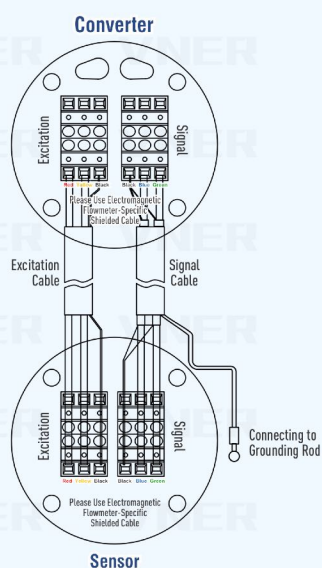 Converter
Excitation
Signal
Red Yellow Black
Black Blue Green
Please Use Electromagnetic
Flowmeter-Specific
Shielded Cable
Excitation
Cable
Signal
Cable
Excitation
Signal
Connecting to
Grounding Rod
Red Yellow Black
Black Blue Green
Please Use Electromagnetic
Flowmeter-Specific
Shielded Cable
Sensor